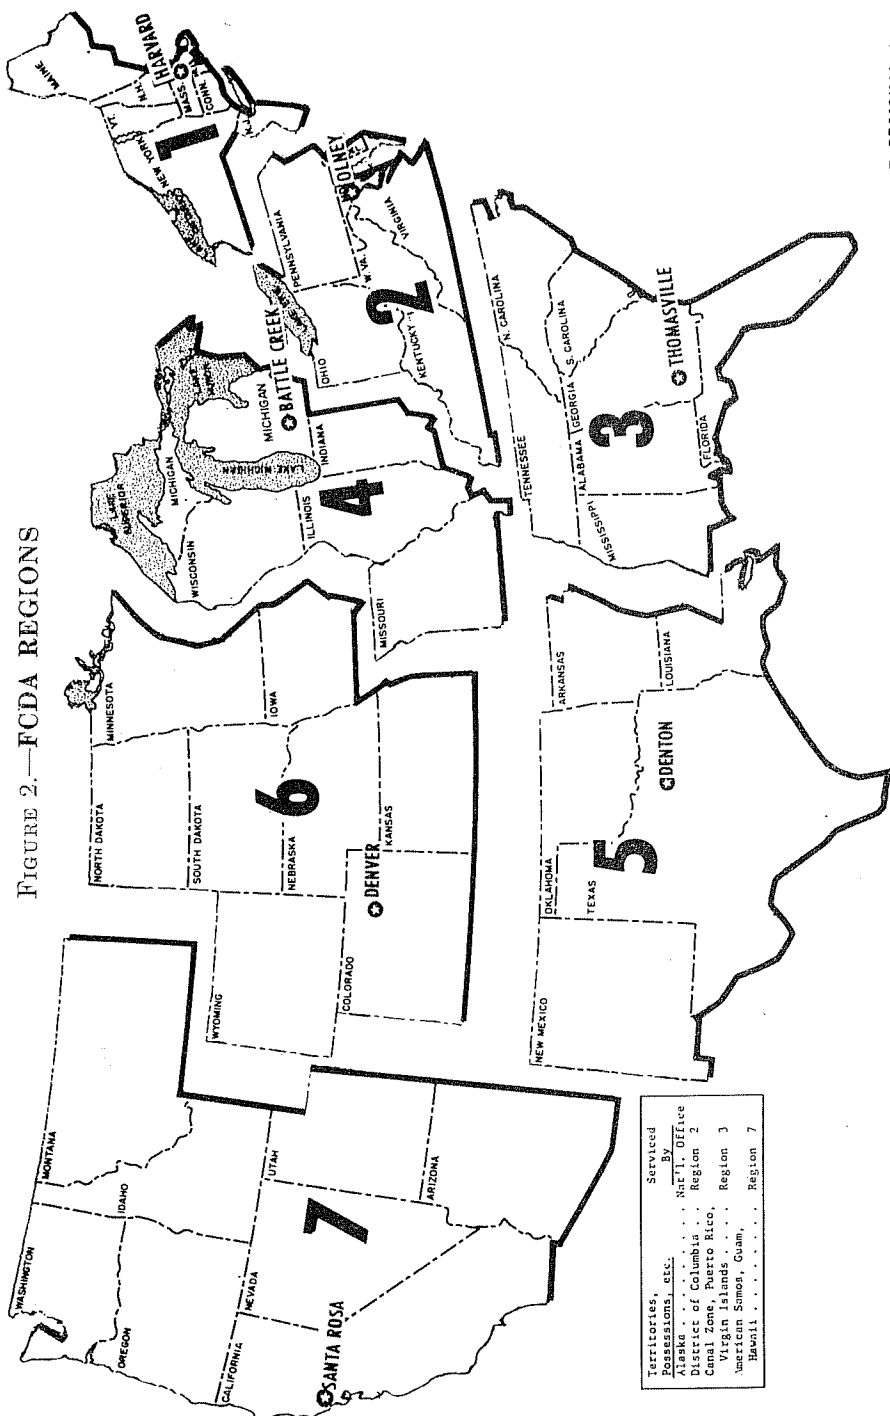 FIGURE 2.—FCDA REGIONS
WASHINGTON
OREGON
CALIFORNIA
NEVADA
IDAHO
MONTANA
UTAH
ARIZONA
7
SANTA ROSA
NORTH DAKOTA
SOUTH DAKOTA
NEBRASKA
MINNESOTA
IOWA
WYOMING
COLORADO
KANSAS
6
DENVER
NEW MEXICO
OKLAHOMA
TEXAS
ARKANSAS
LOUISIANA
5
DENTON
LAKE SUPERIOR
MICHIGAN
WISCONSIN
LAKE MICHIGAN
LAKE HURON
MICHIGAN
ILLINOIS
INDIANA
MISSOURI
4
BATTLE CREEK
TENNESSEE
N. CAROLINA
S. CAROLINA
ALABAMA
GEORGIA
MISSISSIPPI
FLORIDA
3
THOMASVILLE
OHIO
PENNSYLVANIA
W. VA.
VIRGINIA
KENTUCKY
2
OLNEY
MAINE
VT.
N.H.
NEW YORK
MASS.
CONN.
R.I.
N.J.
1
HARVARD
Territories, Possessions, etc. Serviced By
Alaska . . . . . . . . . Nat'l. Office
District of Columbia . . Region 2
Canal Zone, Puerto Rico,
Virgin Islands . . . . Region 3
American Samoa, Guam,
Hawaii . . . . . . . . Region 7